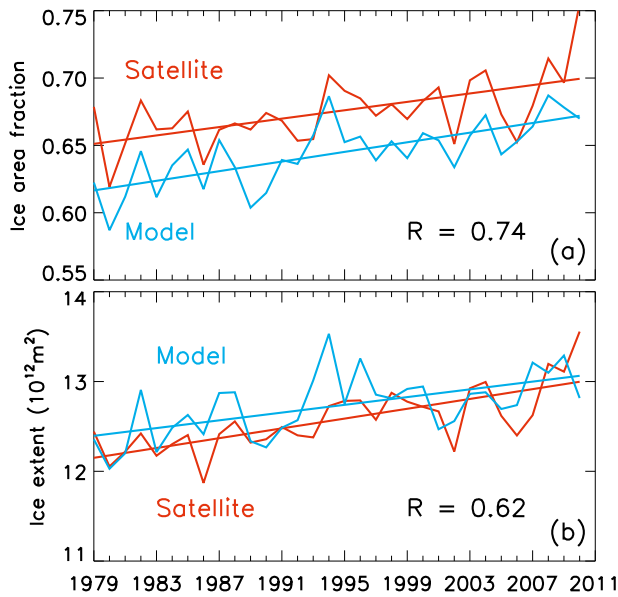 0.75
0.70
0.65
0.60
0.55
Ice area fraction
Satellite
Model
R = 0.74
(a)
14
13
12
11
Ice extent (10¹²m²)
Model
Satellite
R = 0.62
(b)
1979 1983 1987 1991 1995 1999 2003 2007 2011